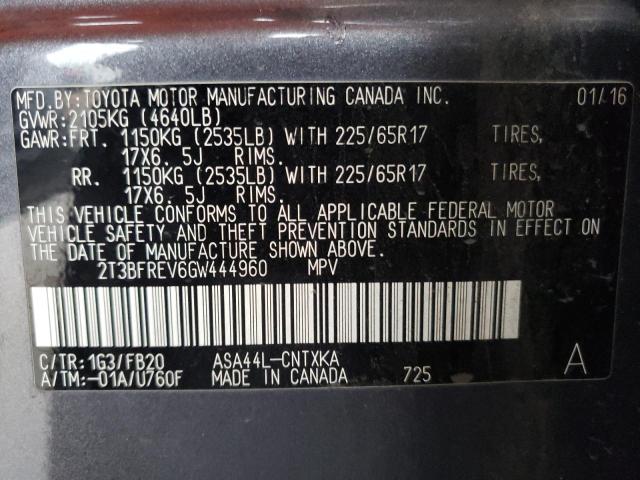 MFD.BY:TOYOTA MOTOR MANUFACTURING CANADA INC. 01/16
GVWR:2105KG (4640LB)
GAWR:FRT. 1150KG (2535LB) WITH 225/65R17 TIRES,
17X6. 5J RIMS.
RR. 1150KG (2535LB) WITH 225/65R17 TIRES,
17X6. 5J RIMS.
THIS VEHICLE CONFORMS TO ALL APPLICABLE FEDERAL MOTOR
VEHICLE SAFETY AND THEFT PREVENTION STANDARDS IN EFFECT ON
THE DATE OF MANUFACTURE SHOWN ABOVE.
2T3BFREV6GW444960 MPV
C/TR:1G3/FB20 ASA44L-CNTXKA A
A/TM:-01A/U760F MADE IN CANADA 725